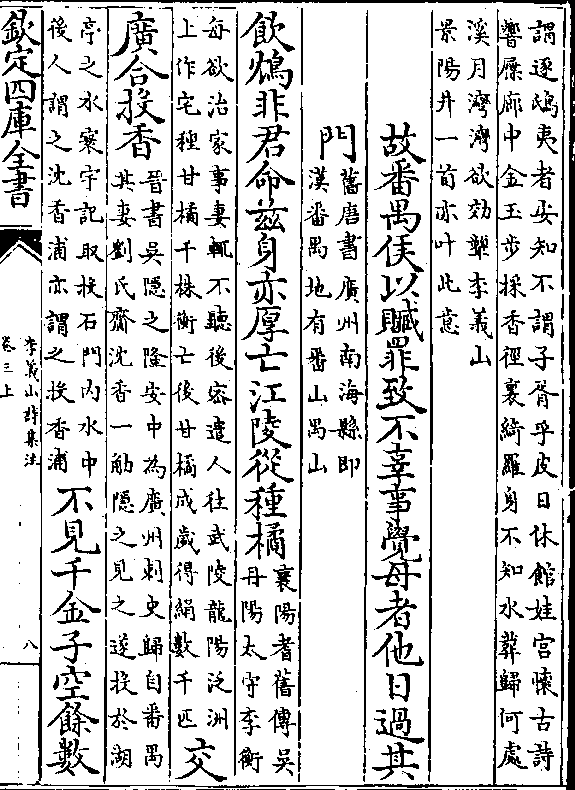 謂逐鴟夷者安知不謂子胥乎皮日休館娃宮懷古詩
響屧廊中金玉步採香徑裏綺羅身不知水葬歸何處
溪月灣灣欲効顰李義山
景陽井一首亦叶此意
故番禺侯以贓罪致不辜事覺母者他日過其
門
舊唐書廣州南海縣即
漢番禺地有番山禺山
飲鴆非君命茲身亦厚亡江陵從種橘
襄陽耆舊傳吳
丹陽太守李衡
每欲治家事妻輒不聽後密遣人往武陵龍陽泛洲
上作宅種甘橘千株衡亡後甘橘成歲得絹數千匹
交
廣合投香
晉書吳隱之隆安中為廣州刺史歸自番禺
其妻劉氏齎沈香一觔隱之見之遂投於湖
亭之水寰宇記取投石門內水中
後人謂之沈香浦亦謂之投香浦
不見千金子空餘數
欽定四庫全書
李義山詩集注
卷三上
八